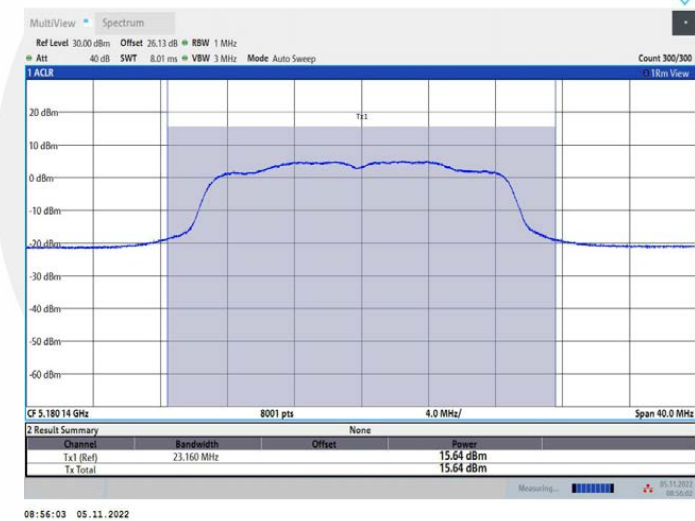 MultiView Spectrum
Ref Level 30.00 dBm Offset 26.13 dB RBW 1 MHz
Att 40 dB SWT 8.01 ms VBW 3 MHz Mode Auto Sweep Count 300/300
1 ACLR 1Rm View
Tx1
20 dBm
10 dBm
0 dBm
-10 dBm
-20 dBm
-30 dBm
-40 dBm
-50 dBm
-60 dBm
CF 5.180 14 GHz 8001 pts 4.0 MHz/ Span 40.0 MHz
2 Result Summary None
Channel Bandwidth Offset Power
Tx1 (Ref) 23.160 MHz 15.64 dBm
Tx Total 15.64 dBm
Measuring... 05.11.2022
08:56:02
08:56:03 05.11.2022